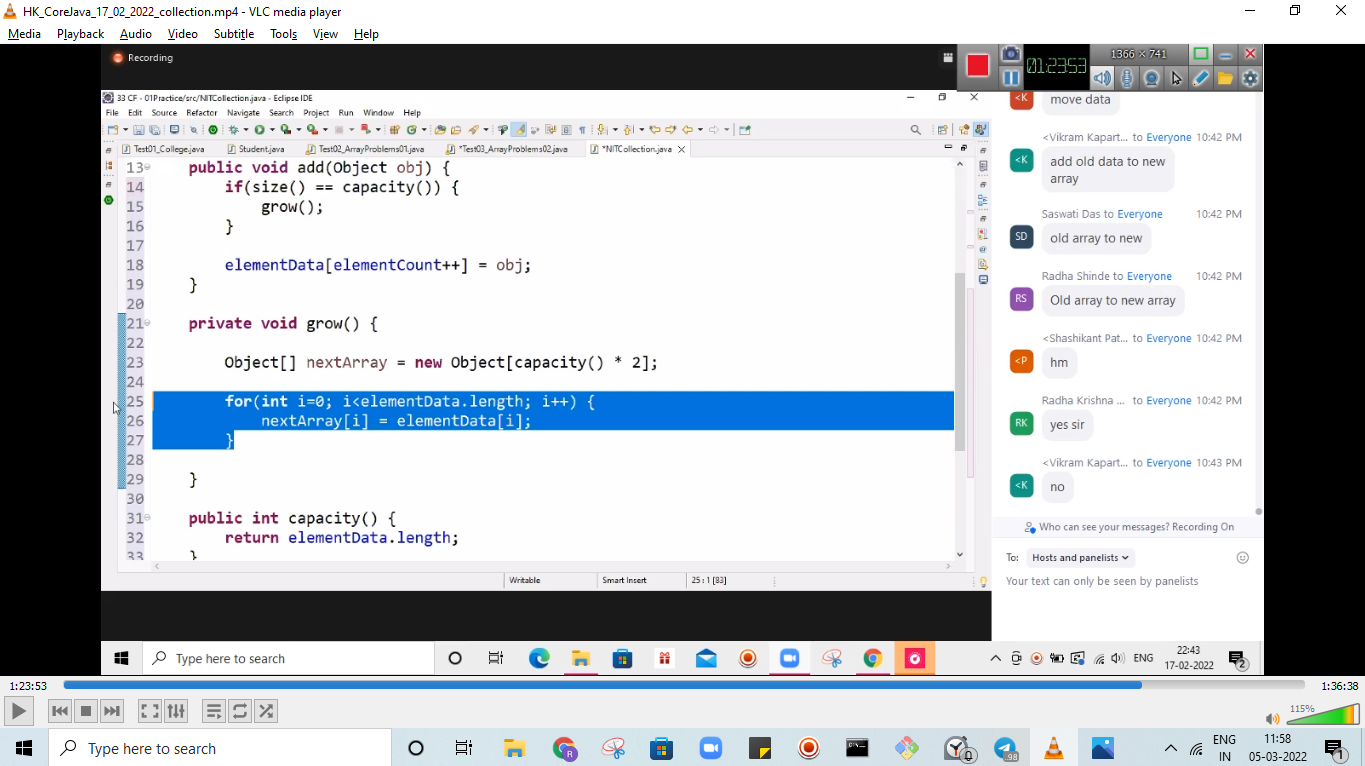 HK_CoreJava_17_02_2022_collection.mp4 - VLC media player
Media Playback Audio Video Subtitle Tools View Help
Recording
01:23:53
1366 × 741
33 CF - 01Practice/src/NITCollection.java - Eclipse IDE
File Edit Source Refactor Navigate Search Project Run Window Help
Test01_College.java Student.java Test02_ArrayProblems01.java *Test03_ArrayProblems02.java *NITCollection.java
13 public void add(Object obj) {
14 if(size() == capacity()) {
15 grow();
16 }
17
18 elementData[elementCount++] = obj;
19 }
20
21 private void grow() {
22
23 Object[] nextArray = new Object[capacity() * 2];
24
25 for(int i=0; i<elementData.length; i++) {
26 nextArray[i] = elementData[i];
27 }
28
29 }
30
31 public int capacity() {
32 return elementData.length;
33 }
Writable Smart Insert 25 : 1 [83]
<K move data
<Vikram Kapart... to Everyone 10:42 PM
<K add old data to new
array
Saswati Das to Everyone 10:42 PM
SD old array to new
Radha Shinde to Everyone 10:42 PM
RS Old array to new array
<Shashikant Pat... to Everyone 10:42 PM
<P hm
Radha Krishna ... to Everyone 10:42 PM
RK yes sir
<Vikram Kapart... to Everyone 10:43 PM
<K no
Who can see your messages? Recording On
To: Hosts and panelists
Your text can only be seen by panelists
Type here to search
ENG
22:43
17-02-2022
2
1:23:53
1:36:38
115%
Type here to search
.98
ENG
IN
11:58
05-03-2022
1